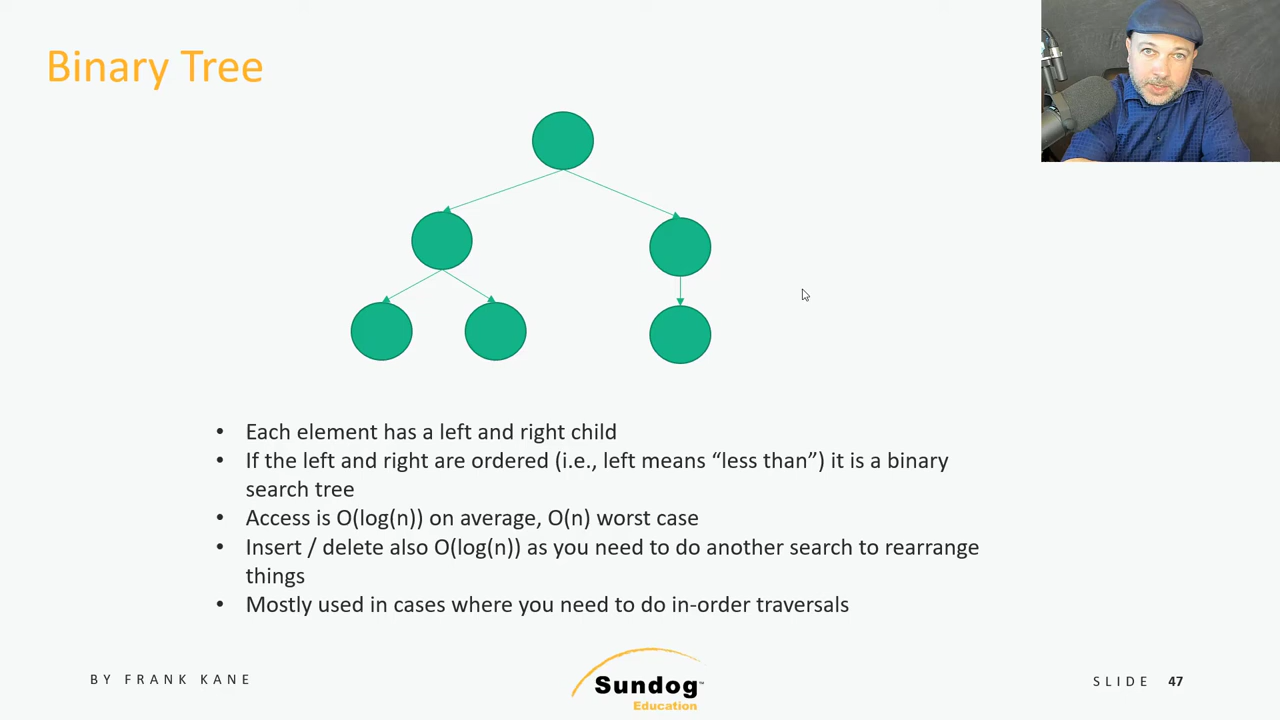 Binary Tree
• Each element has a left and right child
• If the left and right are ordered (i.e., left means “less than”) it is a binary
search tree
• Access is O(log(n)) on average, O(n) worst case
• Insert / delete also O(log(n)) as you need to do another search to rearrange
things
• Mostly used in cases where you need to do in-order traversals
BY FRANK KANE
Sundog™
Education
SLIDE 47